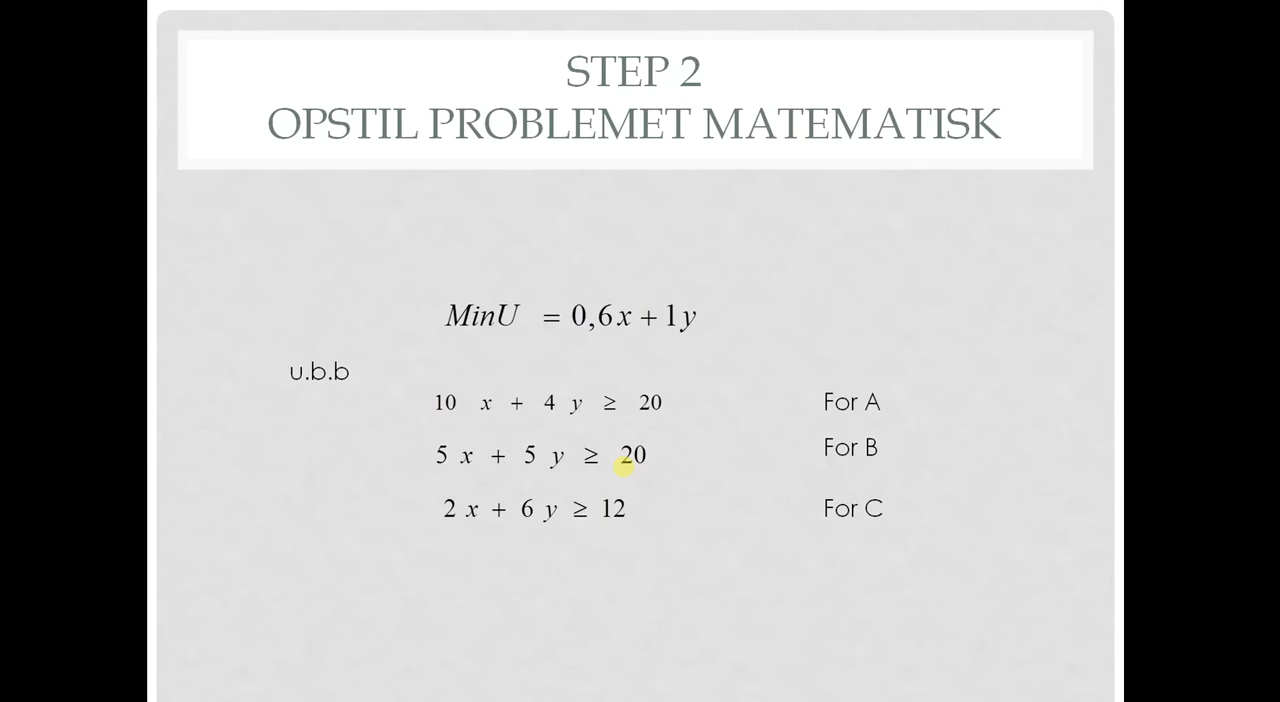 STEP 2
OPSTIL PROBLEMET MATEMATISK
MinU = 0,6x + 1y
u.b.b
10 x + 4 y ≥ 20 For A
5 x + 5 y ≥ 20 For B
2 x + 6 y ≥ 12 For C